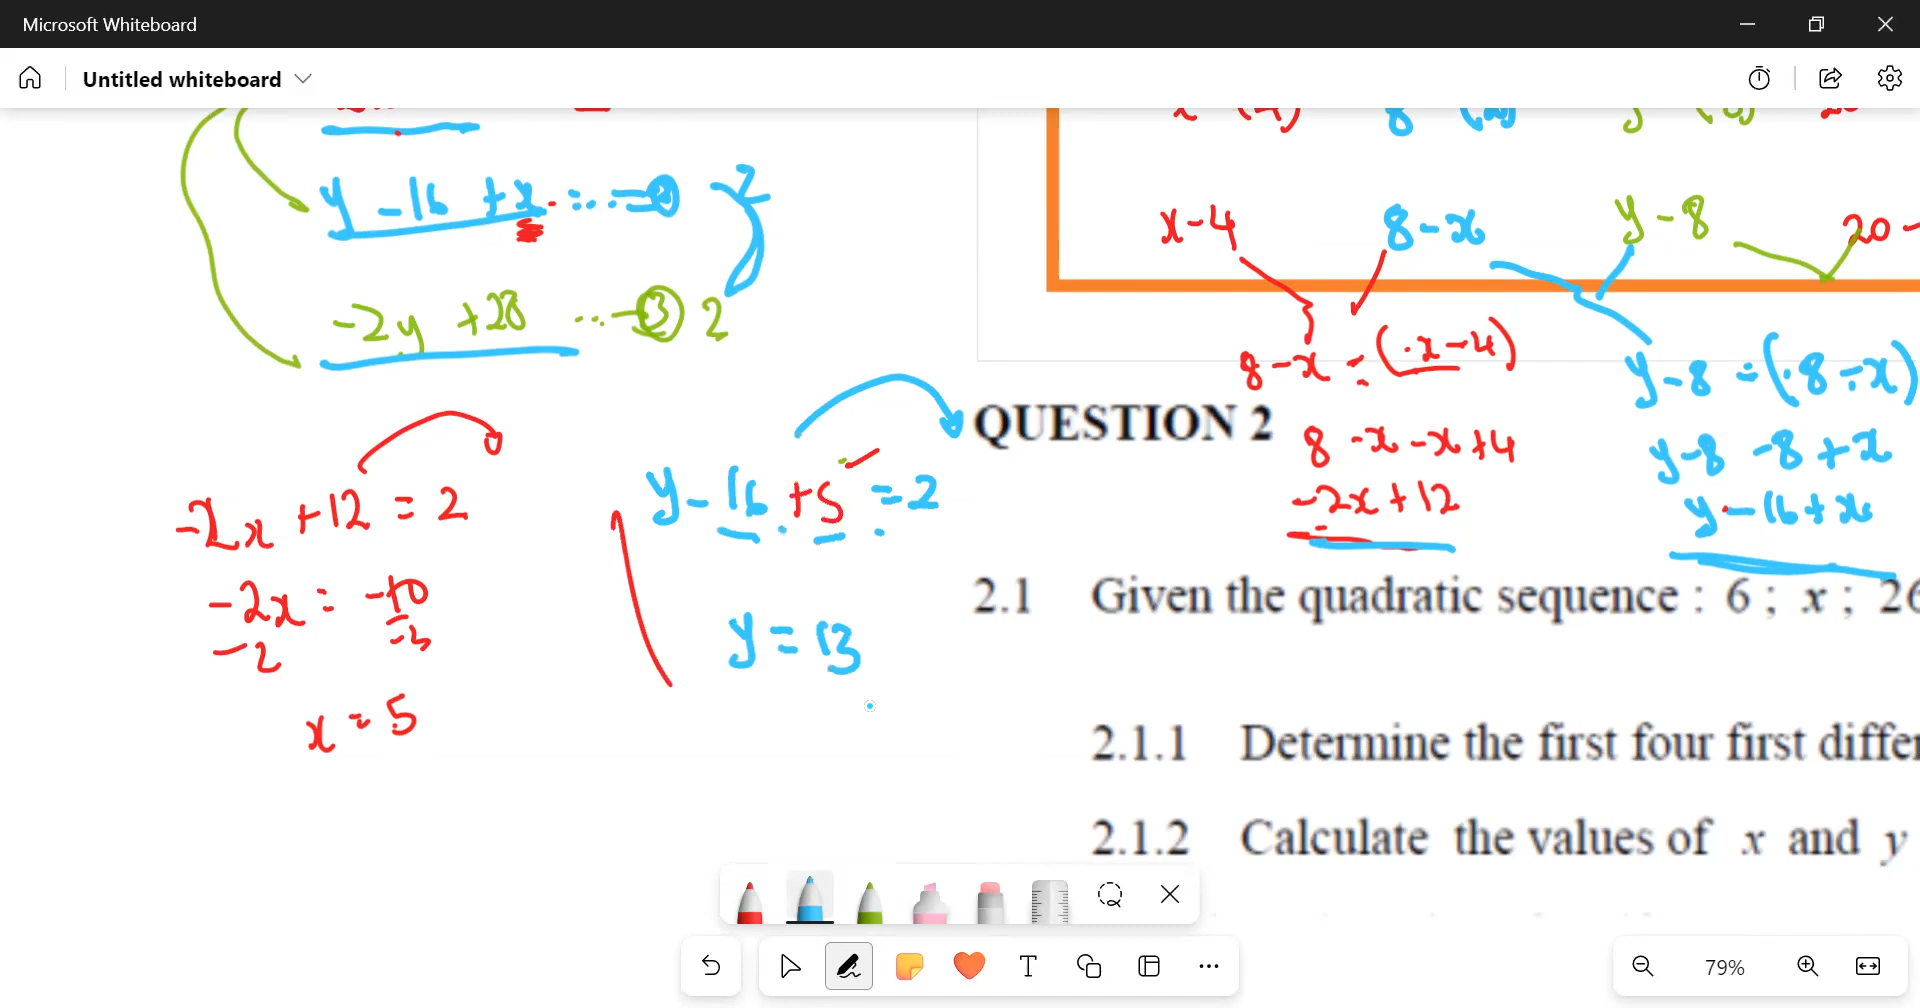 Microsoft Whiteboard
Untitled whiteboard
y - 16 + x = ... 2
2
-2y + 28 ... 3 2
-2x + 12 = 2
-2x = -10
-2
x = 5
y - 16 + 5 = 2
y = 13
x - 4 8 - x y - 8 20 -
8 - x - (x - 4)
8 - x - x + 4
-2x + 12
y - 8 - (8 - x)
y - 8 - 8 + x
y - 16 + x
QUESTION 2
2.1 Given the quadratic sequence : 6 ; x ; 26
2.1.1 Determine the first four first differ
2.1.2 Calculate the values of x and y
79%